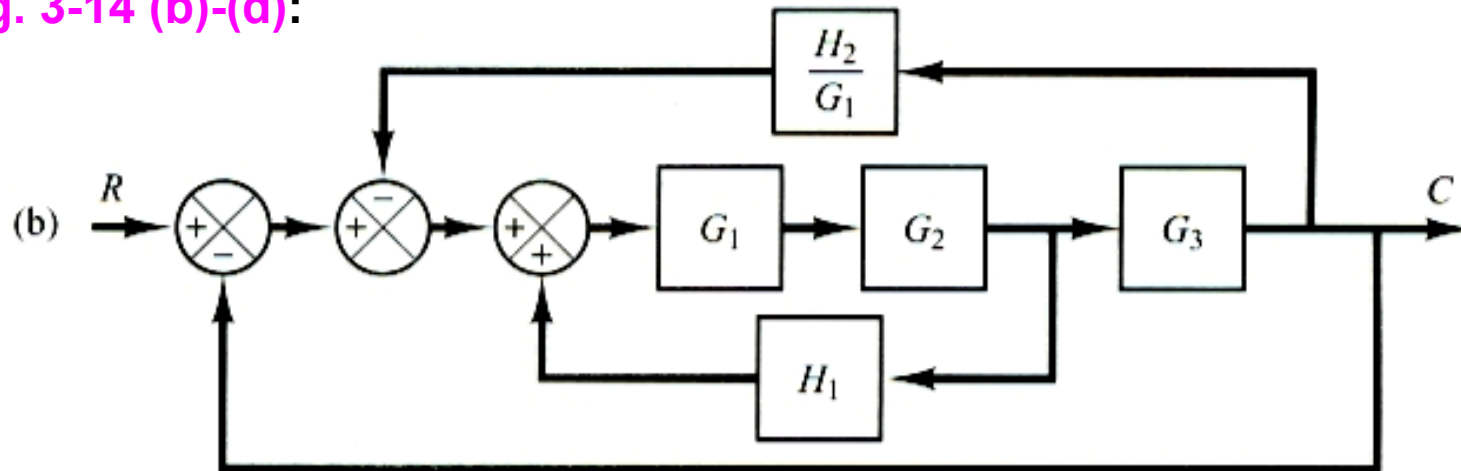 g. 3-14 (b)-(d):
H₂
G₁
R
C
(b)
+
−
+
−
+
+
G₁
G₂
G₃
H₁